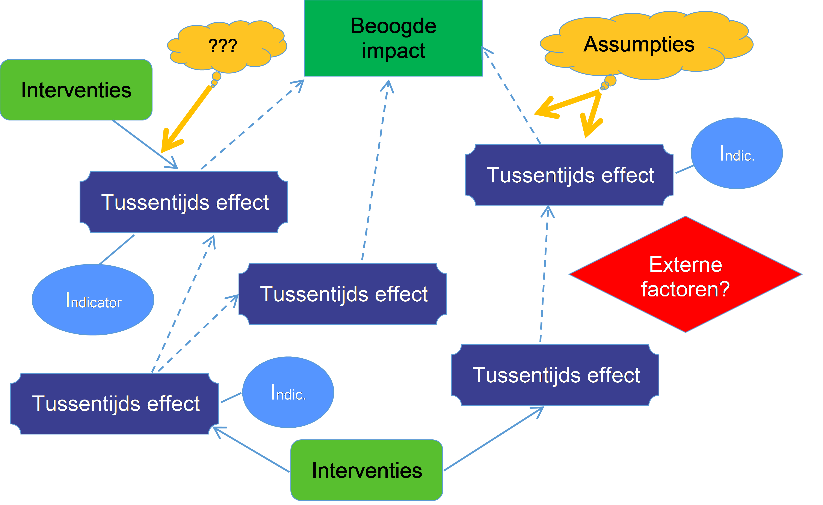 Beoogde
impact
???
Assumpties
Interventies
Indic.
Tussentijds effect
Tussentijds effect
Externe
factoren?
Indicator
Tussentijds effect
Tussentijds effect
Indic.
Tussentijds effect
Interventies